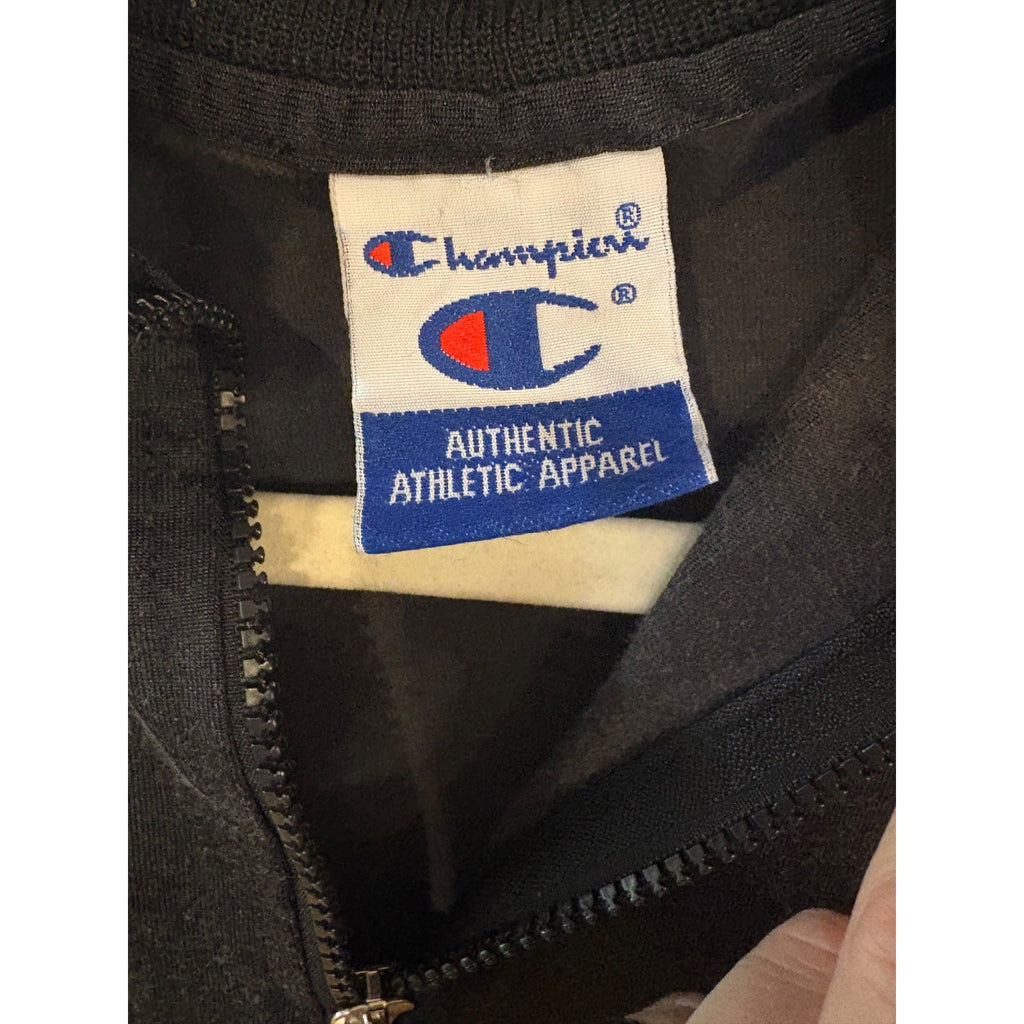 Champion®
®
AUTHENTIC
ATHLETIC APPAREL